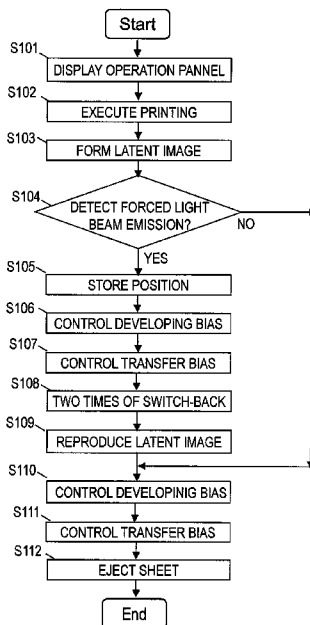 Start
S101
DISPLAY OPERATION PANNEL
S102
EXECUTE PRINTING
S103
FORM LATENT IMAGE
S104
DETECT FORCED LIGHT
BEAM EMISSION?
NO
YES
S105
STORE POSITION
S106
CONTROL DEVELOPING BIAS
S107
CONTROL TRANSFER BIAS
S108
TWO TIMES OF SWITCH-BACK
S109
REPRODUCE LATENT IMAGE
S110
CONTROL DEVELOPINIG BIAS
S111
CONTROL TRANSFER BIAS
S112
EJECT SHEET
End